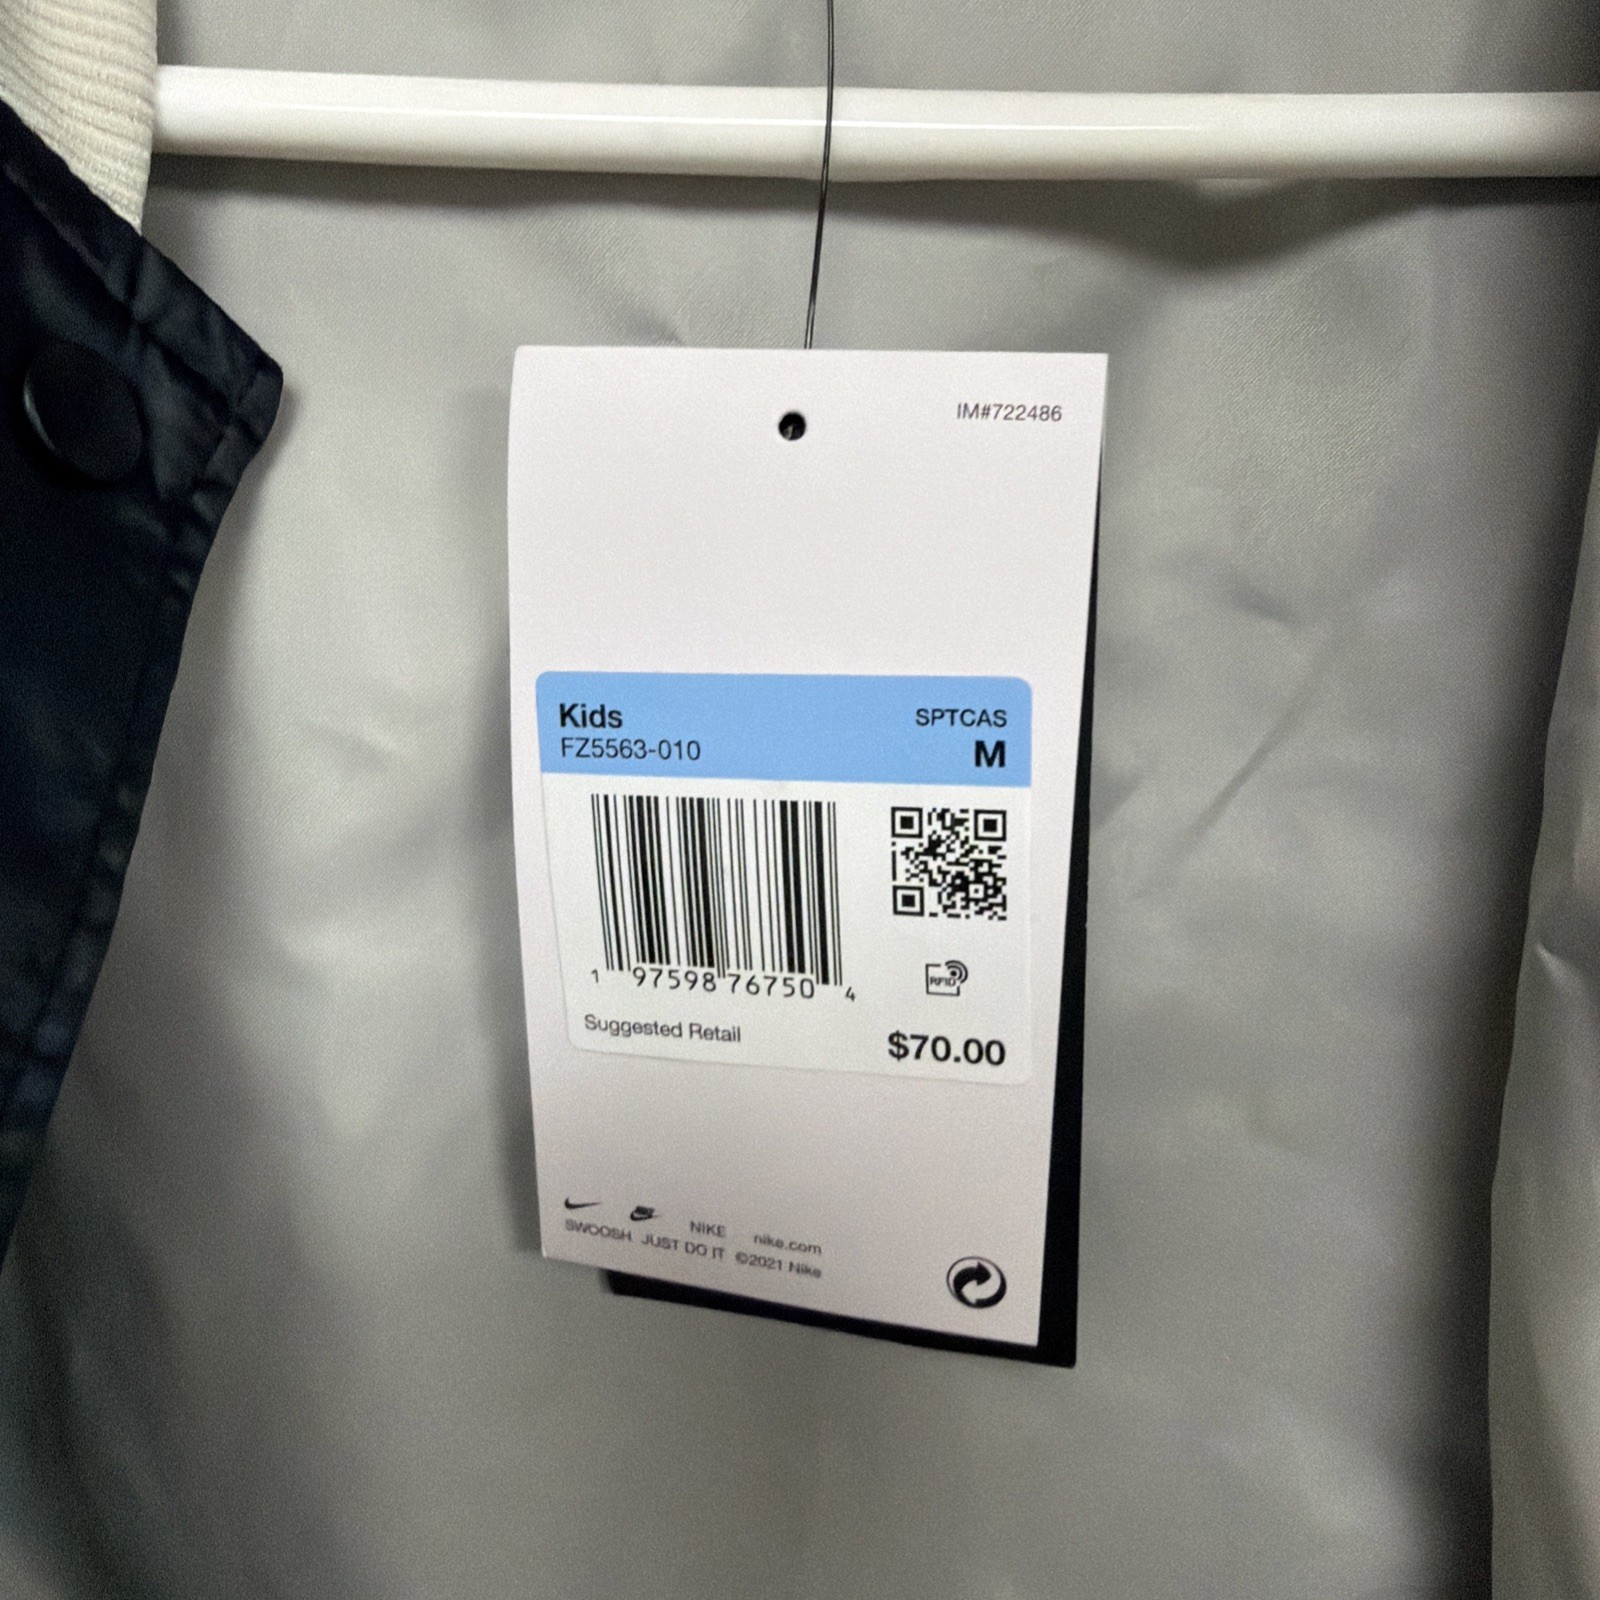 IM#722486
Kids SPTCAS
FZ5563-010 M
1 97598 76750 4
RFID
Suggested Retail $70.00
NIKE nike.com
SWOOSH JUST DO IT ©2021 Nike